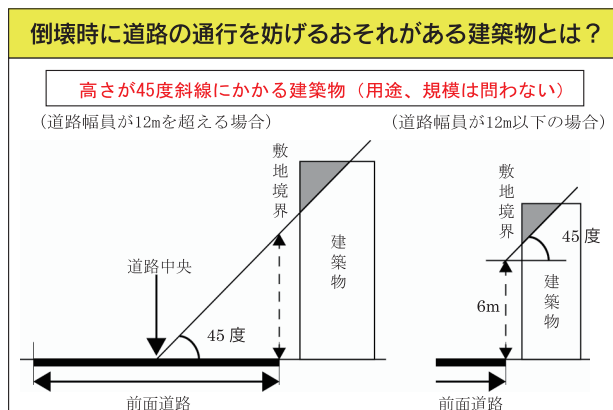 倒壊時に道路の通行を妨げるおそれがある建築物とは？
高さが45度斜線にかかる建築物（用途、規模は問わない）
（道路幅員が12mを超える場合）
（道路幅員が12m以下の場合）
敷地境界
建築物
道路中央
45度
前面道路
敷地境界
45度
建築物
6m
前面道路